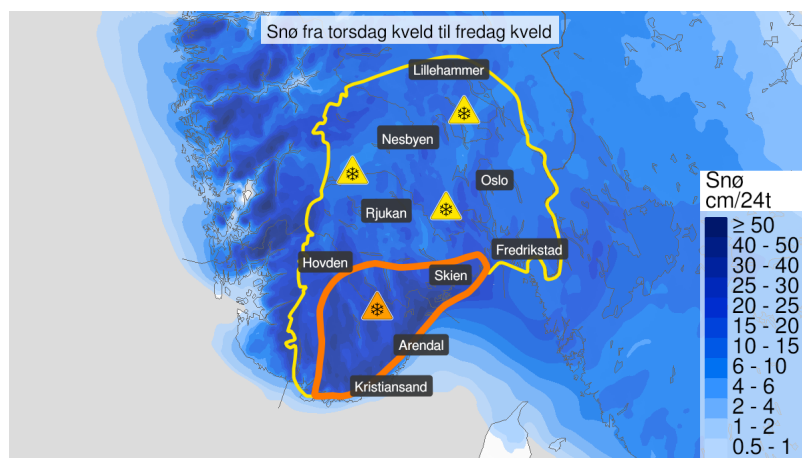 Snø fra torsdag kveld til fredag kveld
Lillehammer
Nesbyen
Oslo
Rjukan
Fredrikstad
Hovden
Skien
Arendal
Kristiansand
Snø
cm/24t
≥ 50
40 - 50
30 - 40
25 - 30
20 - 25
15 - 20
10 - 15
6 - 10
4 - 6
2 - 4
1 - 2
0.5 - 1